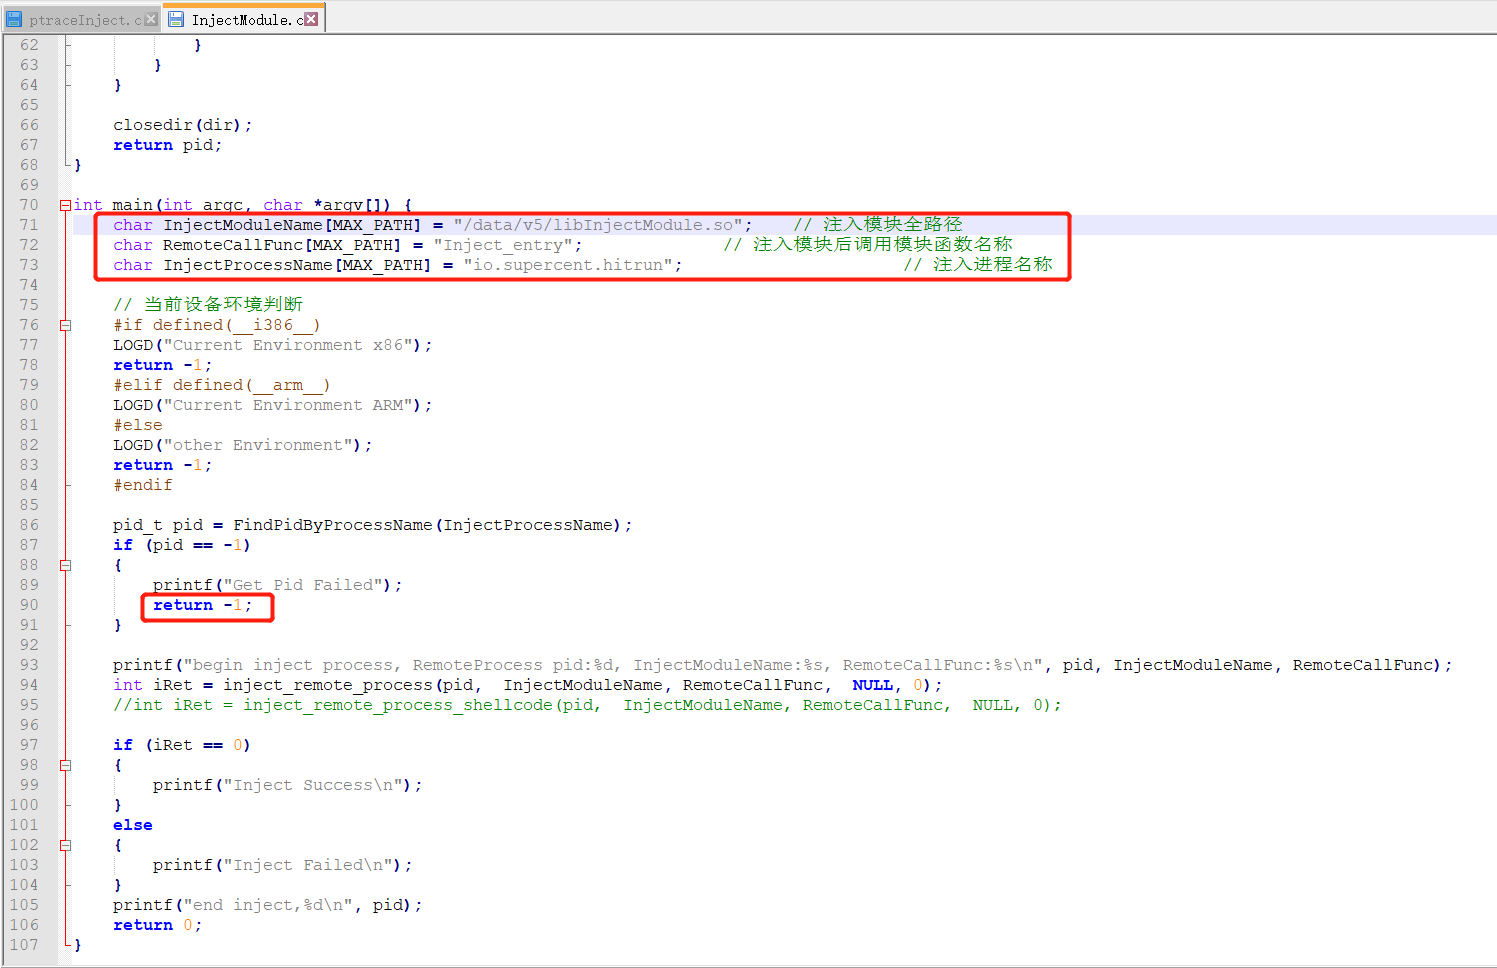 ptraceInject.c InjectModule.c
62 }
63 }
64 }
65
66 closedir(dir);
67 return pid;
68 }
69
70 int main(int argc, char *argv[]) {
71 char InjectModuleName[MAX_PATH] = "/data/v5/libInjectModule.so"; // 注入模块全路径
72 char RemoteCallFunc[MAX_PATH] = "Inject_entry"; // 注入模块后调用模块函数名称
73 char InjectProcessName[MAX_PATH] = "io.supercent.hitrun"; // 注入进程名称
74
75 // 当前设备环境判断
76 #if defined(__i386__)
77 LOGD("Current Environment x86");
78 return -1;
79 #elif defined(__arm__)
80 LOGD("Current Environment ARM");
81 #else
82 LOGD("other Environment");
83 return -1;
84 #endif
85
86 pid_t pid = FindPidByProcessName(InjectProcessName);
87 if (pid == -1)
88 {
89 printf("Get Pid Failed");
90 return -1;
91 }
92
93 printf("begin inject process, RemoteProcess pid:%d, InjectModuleName:%s, RemoteCallFunc:%s\n", pid, InjectModuleName, RemoteCallFunc);
94 int iRet = inject_remote_process(pid, InjectModuleName, RemoteCallFunc, NULL, 0);
95 //int iRet = inject_remote_process_shellcode(pid, InjectModuleName, RemoteCallFunc, NULL, 0);
96
97 if (iRet == 0)
98 {
99 printf("Inject Success\n");
100 }
101 else
102 {
103 printf("Inject Failed\n");
104 }
105 printf("end inject,%d\n", pid);
106 return 0;
107 }